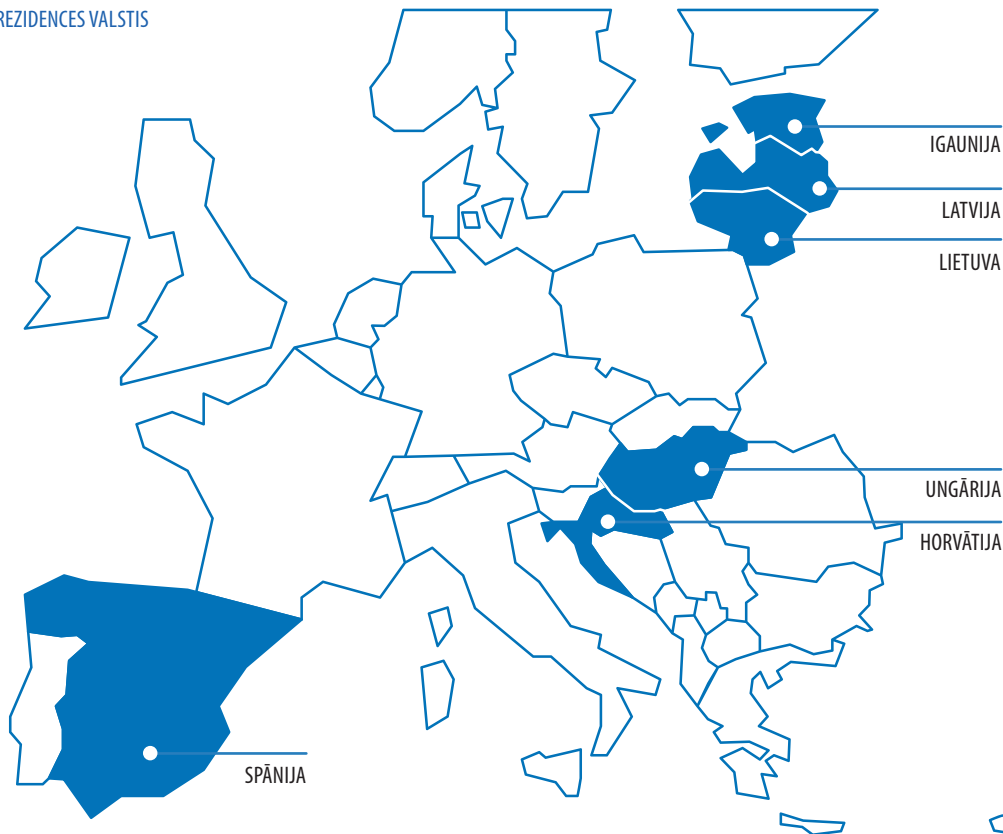 REZIDENCES VALSTIS
IGAUNIJA
LATVIJA
LIETUVA
UNGĀRIJA
HORVĀTIJA
SPĀNIJA